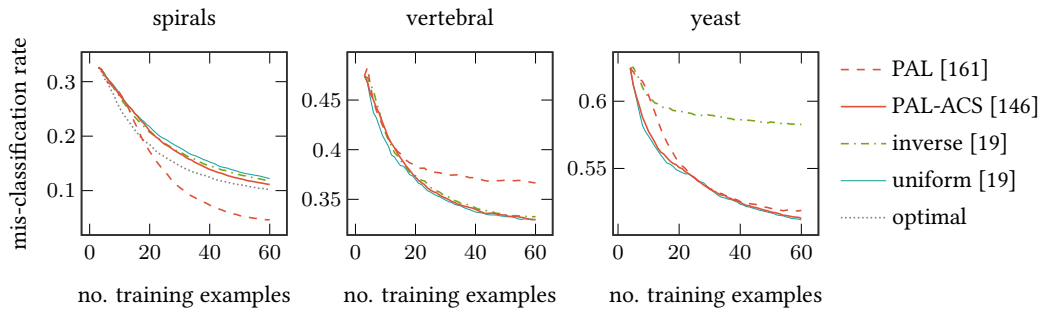 spirals
vertebral
yeast
mis-classification rate
0.3
0.2
0.1
0 20 40 60
no. training examples
0.45
0.4
0.35
0 20 40 60
no. training examples
0.6
0.55
0 20 40 60
no. training examples
PAL [161]
PAL-ACS [146]
inverse [19]
uniform [19]
optimal